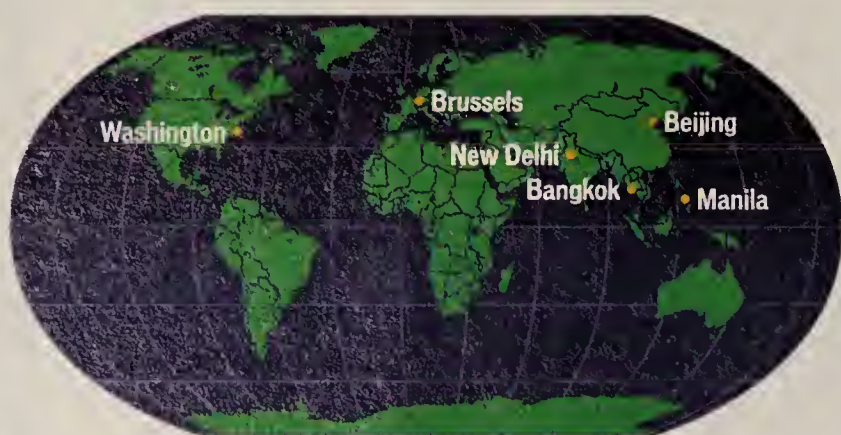 Brussels
Washington
Beijing
New Delhi
Bangkok
Manila